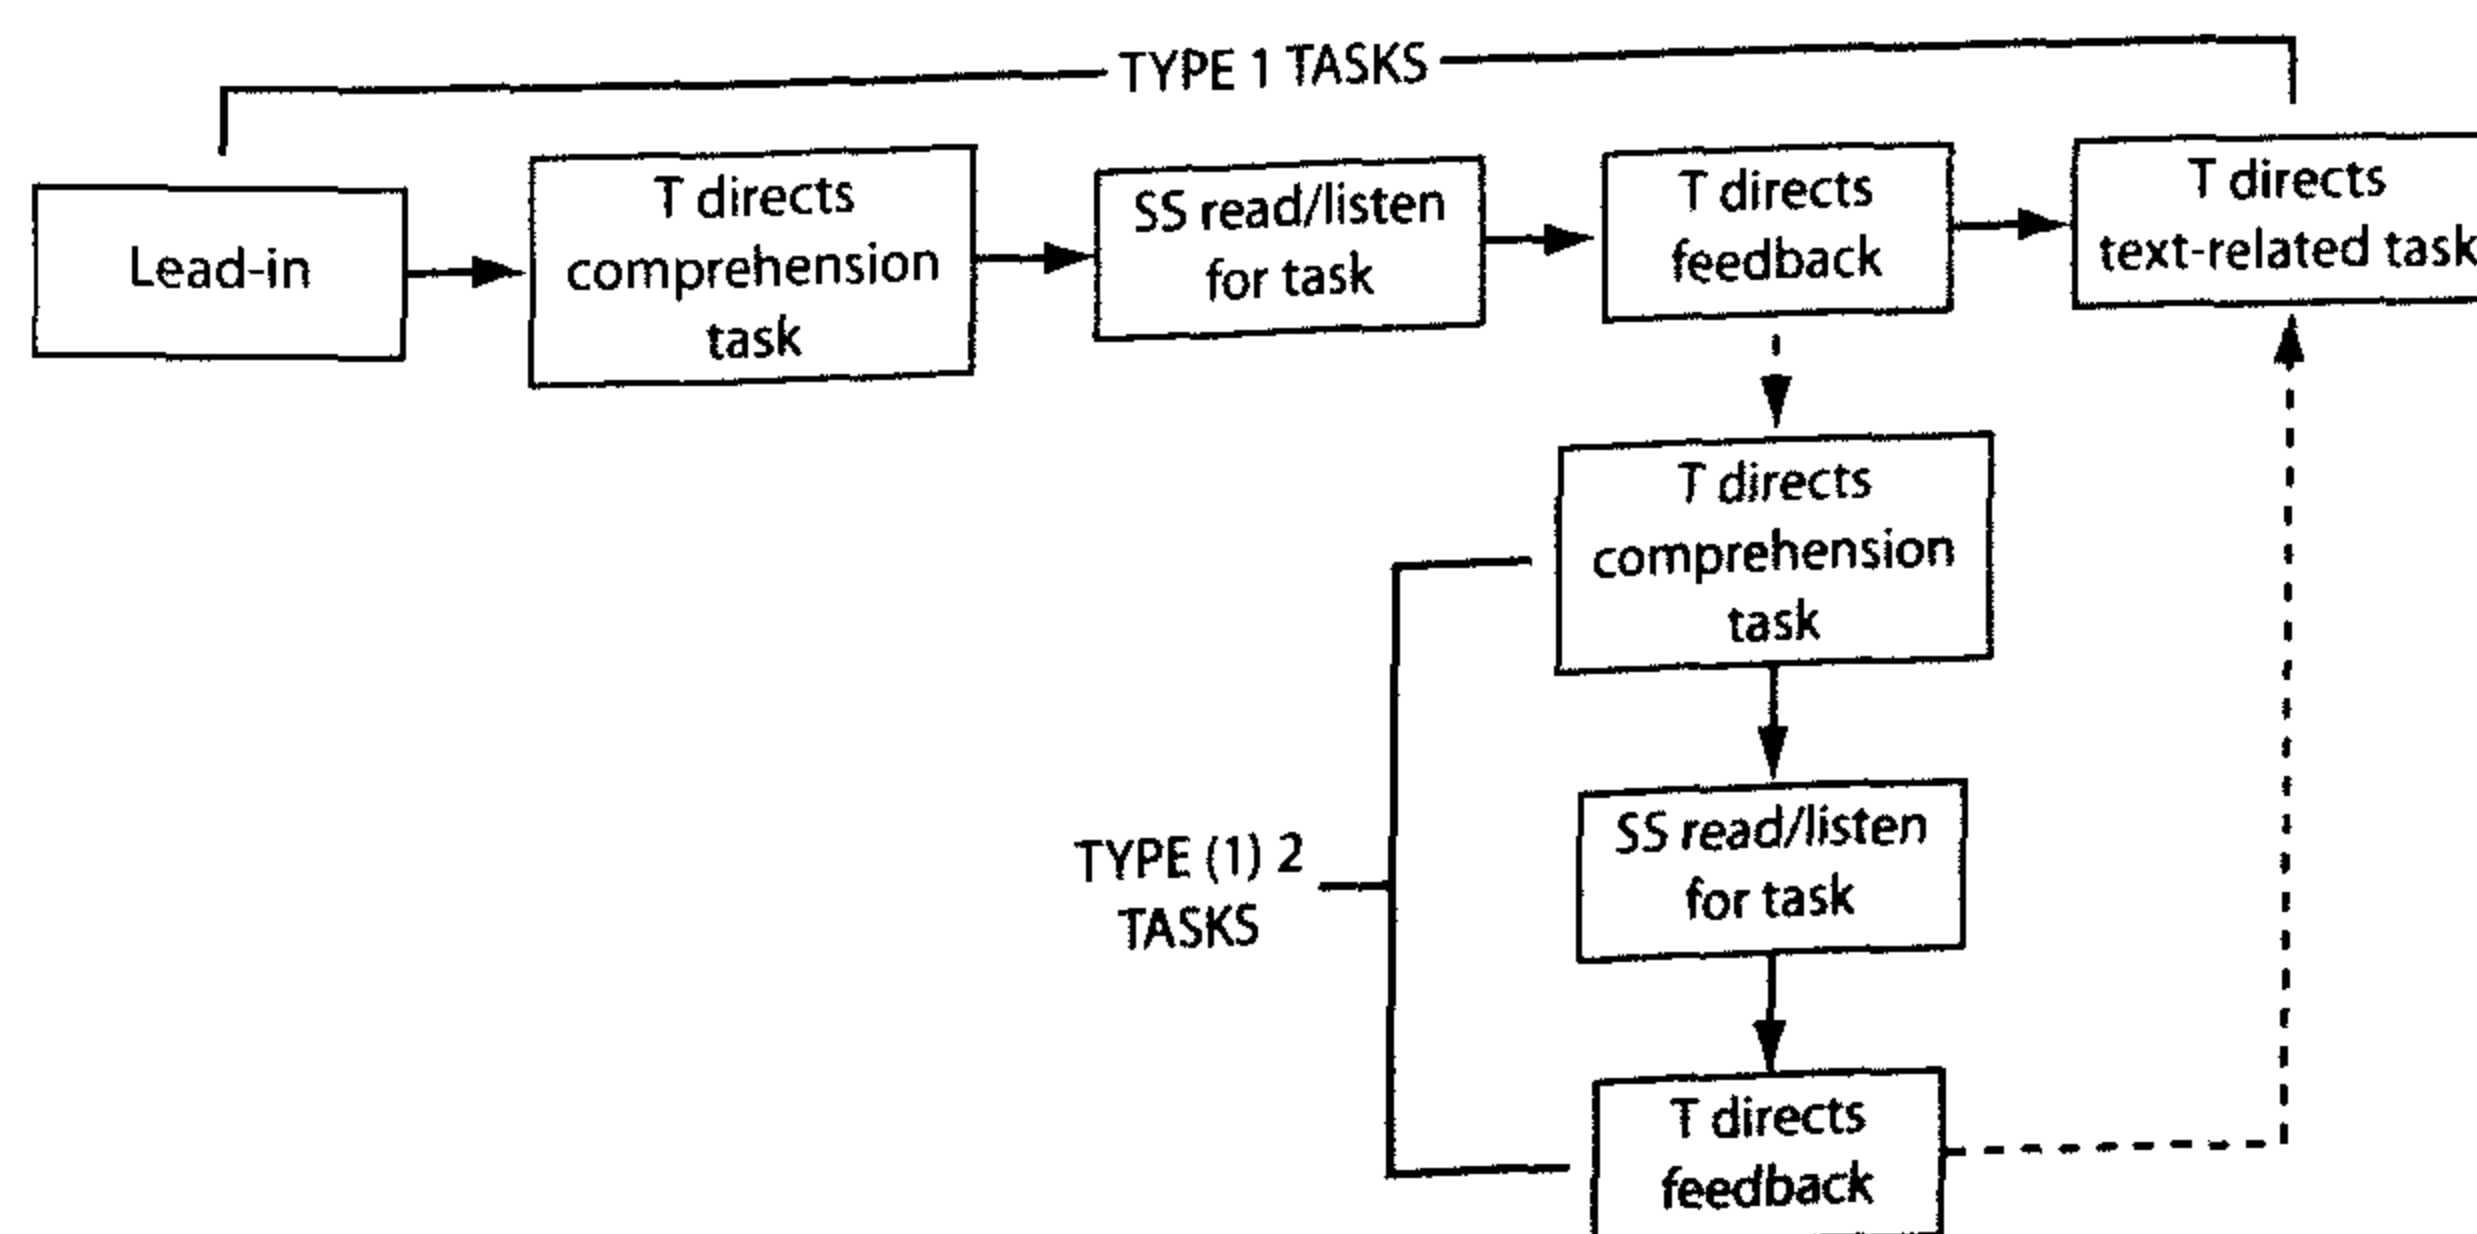 TYPE 1 TASKS
Lead-in
T directs
comprehension
task
SS read/listen
for task
T directs
feedback
T directs
text-related task
T directs
comprehension
task
SS read/listen
for task
TYPE (1) 2
TASKS
T directs
feedback